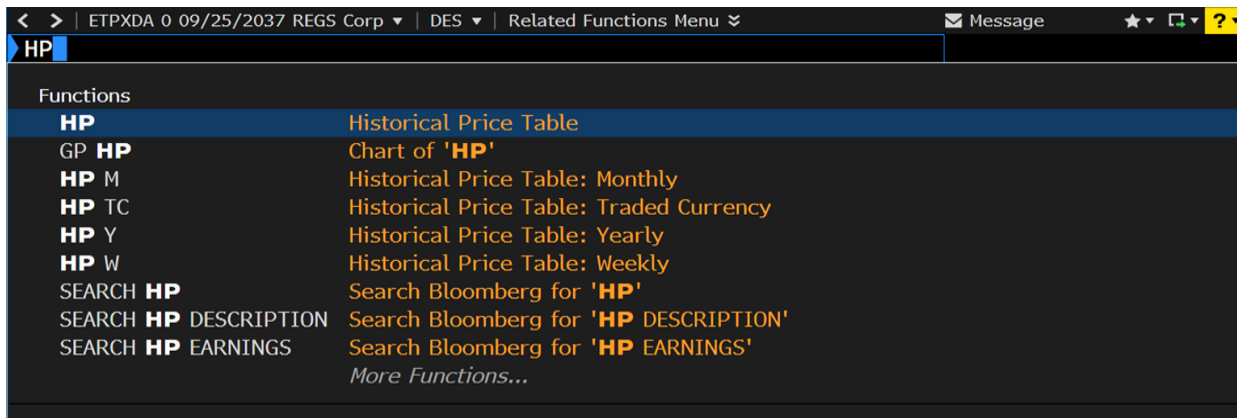 < > ETPXDA 0 09/25/2037 REGS Corp ▾ | DES ▾ | Related Functions Menu Message ?
HP
Functions
HP Historical Price Table
GP HP Chart of 'HP'
HP M Historical Price Table: Monthly
HP TC Historical Price Table: Traded Currency
HP Y Historical Price Table: Yearly
HP W Historical Price Table: Weekly
SEARCH HP Search Bloomberg for 'HP'
SEARCH HP DESCRIPTION Search Bloomberg for 'HP DESCRIPTION'
SEARCH HP EARNINGS Search Bloomberg for 'HP EARNINGS'
More Functions...